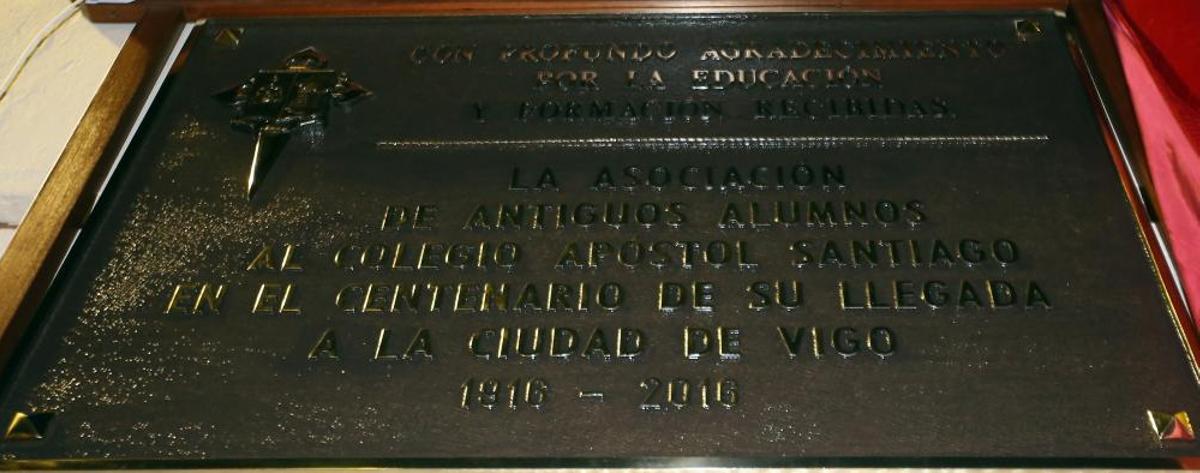 CON PROFUNDO AGRADECIMIENTO
POR LA EDUCACIÓN
Y FORMACIÓN RECIBIDAS.
LA ASOCIACIÓN
DE ANTIGUOS ALUMNOS
AL COLEGIO APÓSTOL SANTIAGO
EN EL CENTENARIO DE SU LLEGADA
A LA CIUDAD DE VIGO
1916 - 2016